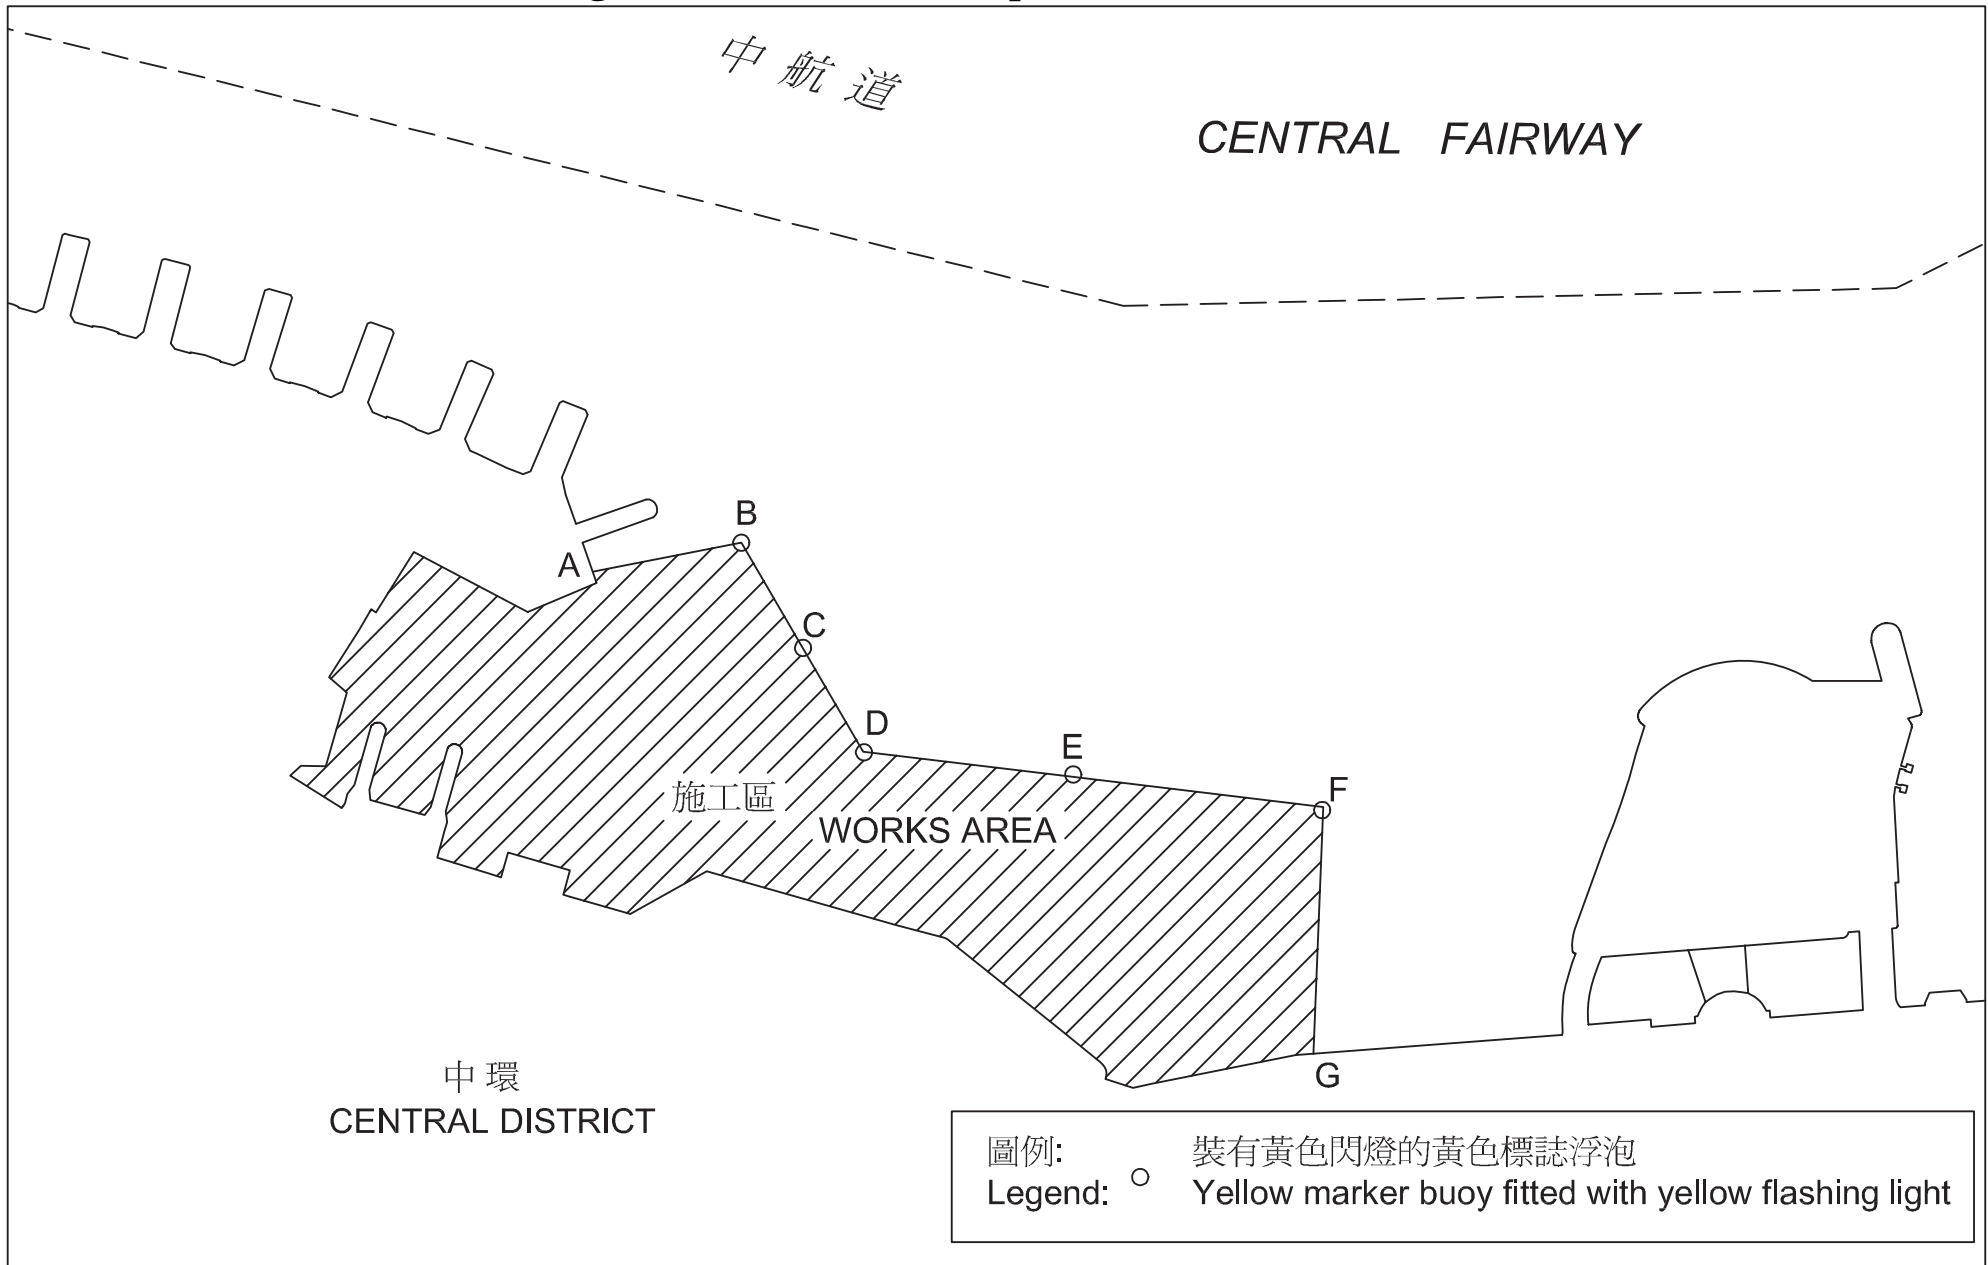 中航道
CENTRAL FAIRWAY
B
A
C
D
E
F
施工區
WORKS AREA
G
中環
CENTRAL DISTRICT
圖例: 裝有黃色閃燈的黃色標誌浮泡
Legend: Yellow marker buoy fitted with yellow flashing light